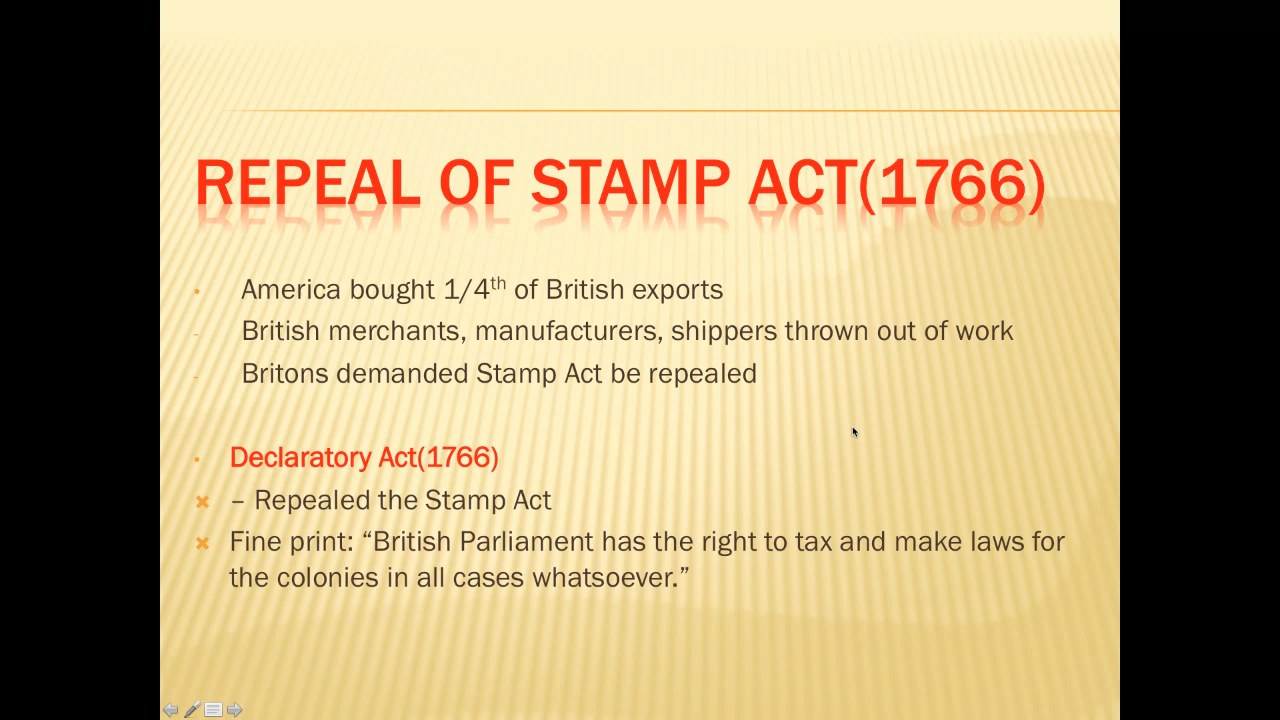 REPEAL OF STAMP ACT(1766)
• America bought 1/4th of British exports
- British merchants, manufacturers, shippers thrown out of work
- Britons demanded Stamp Act be repealed
• Declaratory Act(1766)
– Repealed the Stamp Act
Fine print: “British Parliament has the right to tax and make laws for
the colonies in all cases whatsoever.”